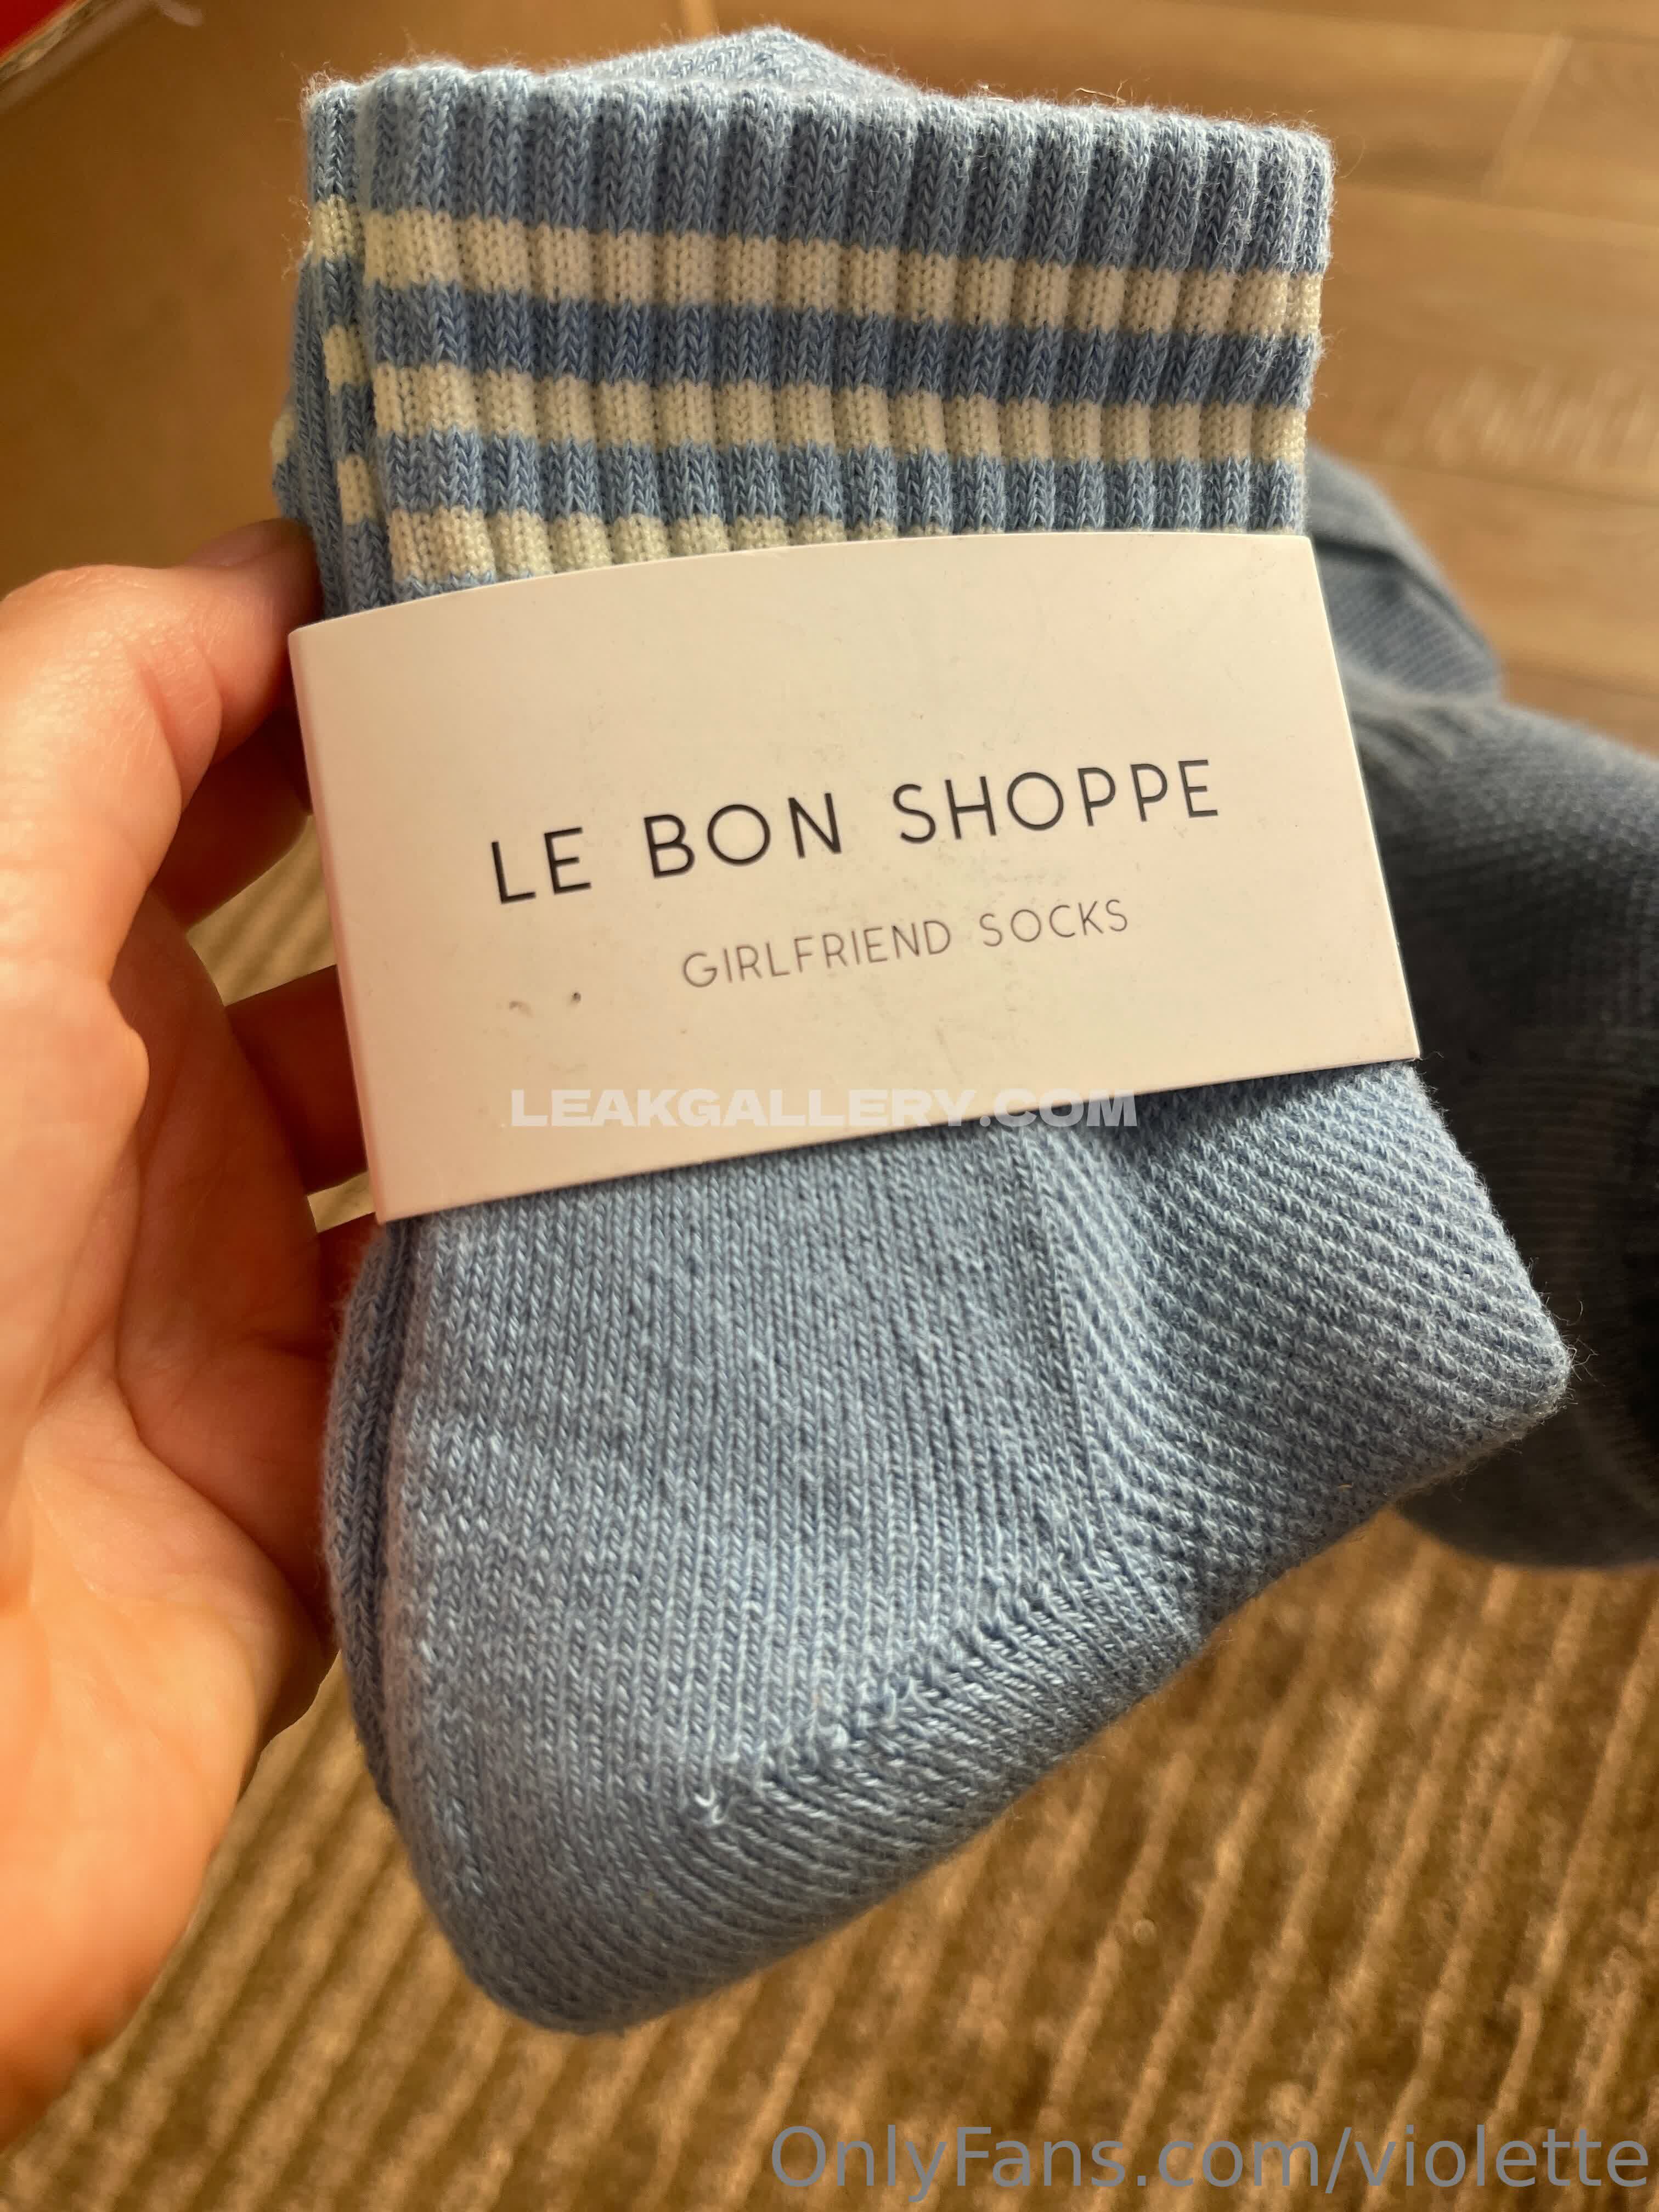 LE BON SHOPPE
GIRLFRIEND SOCKS
LEAKGALLERY.COM
OnlyFans.com/violette